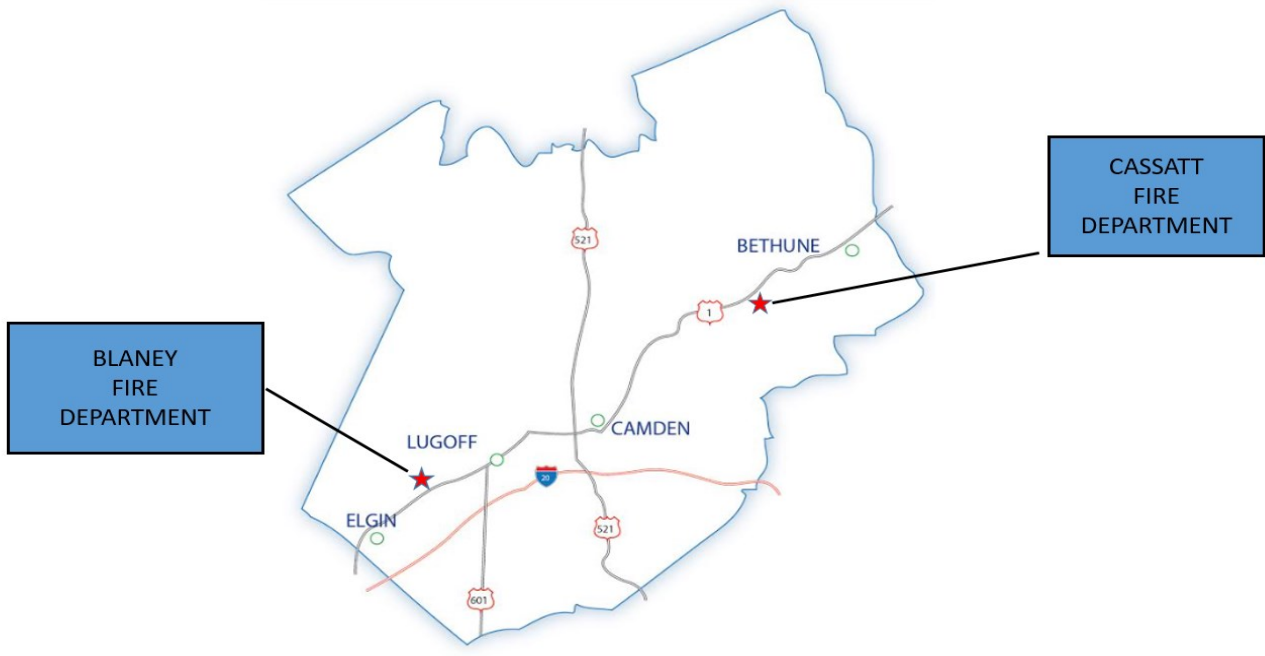 CASSATT
FIRE
DEPARTMENT
521
BETHUNE
1
BLANEY
FIRE
DEPARTMENT
LUGOFF
CAMDEN
20
ELGIN
521
601